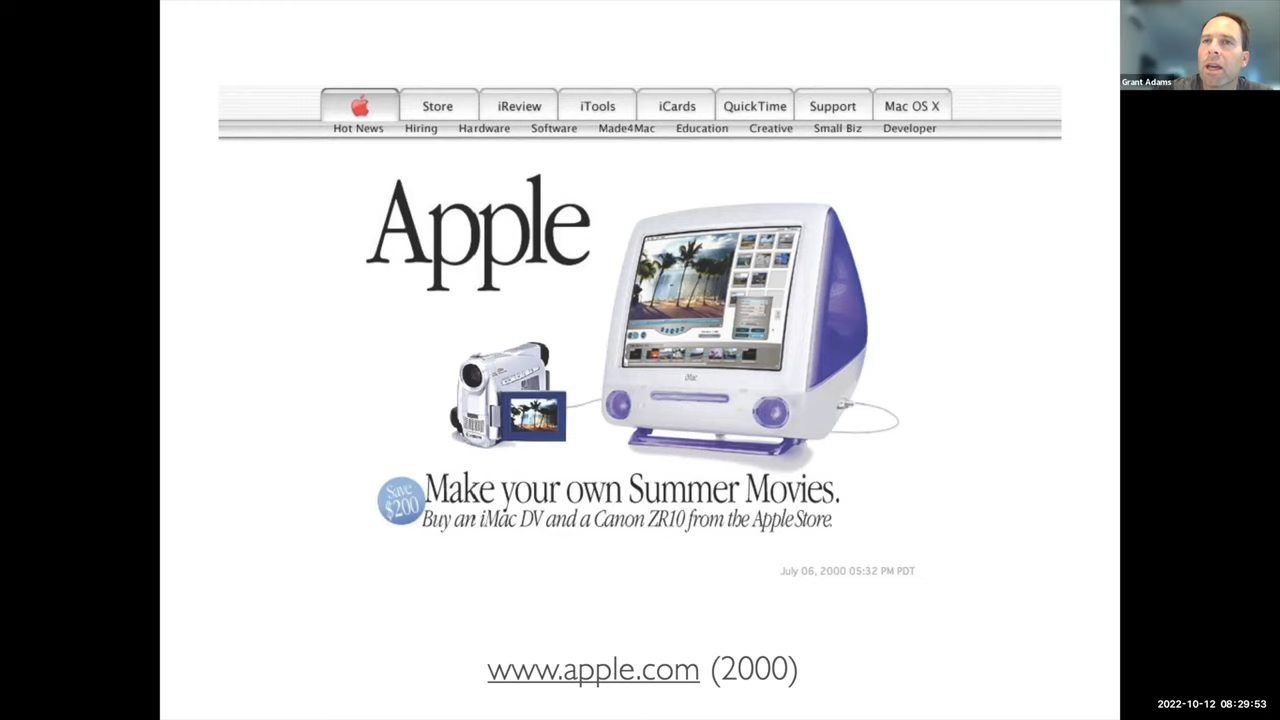 Grant Adams
Store iReview iTools iCards QuickTime Support Mac OS X
Hot News Hiring Hardware Software Made4Mac Education Creative Small Biz Developer
Apple
iMac
Save
$200
Make your own Summer Movies.
Buy an iMac DV and a Canon ZR10 from the Apple Store.
July 06, 2000 05:32 PM PDT
www.apple.com (2000)
2022-10-12 08:29:53